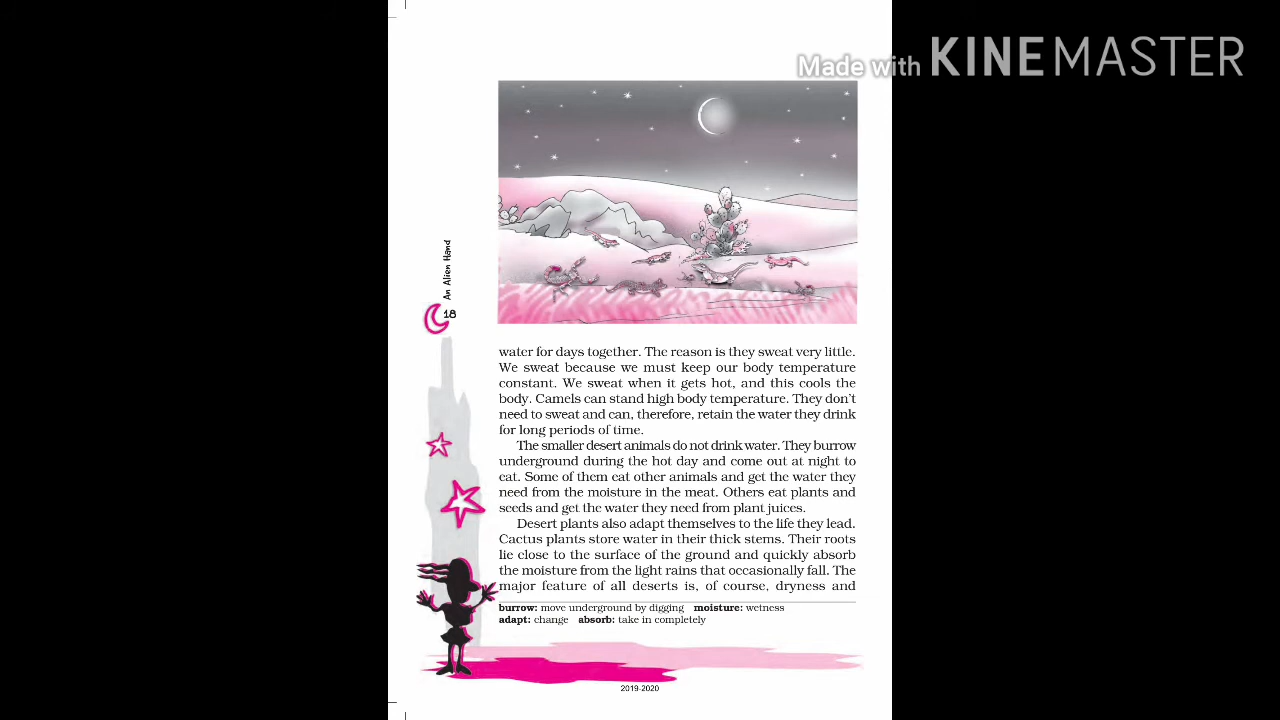 Made with KINEMASTER
An Alien Hand
18
water for days together. The reason is they sweat very little.
We sweat because we must keep our body temperature
constant. We sweat when it gets hot, and this cools the
body. Camels can stand high body temperature. They don't
need to sweat and can, therefore, retain the water they drink
for long periods of time.
The smaller desert animals do not drink water. They burrow
underground during the hot day and come out at night to
eat. Some of them eat other animals and get the water they
need from the moisture in the meat. Others eat plants and
seeds and get the water they need from plant juices.
Desert plants also adapt themselves to the life they lead.
Cactus plants store water in their thick stems. Their roots
lie close to the surface of the ground and quickly absorb
the moisture from the light rains that occasionally fall. The
major feature of all deserts is, of course, dryness and
burrow: move underground by digging moisture: wetness
adapt: change absorb: take in completely
2019-2020